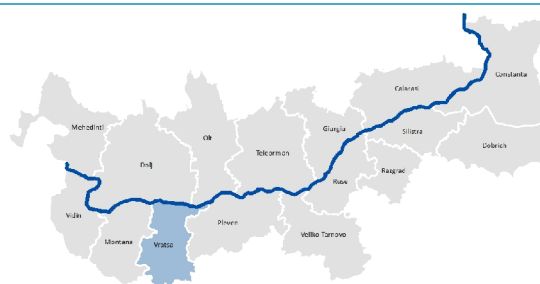 Constanta
Calarasi
Mehedinti
Giurgiu
Silistra
Olt
Dobrich
Teleorman
Dolj
Razgrad
Ruse
Vidin
Pleven
Veliko Tarnovo
Montana
Vratsa